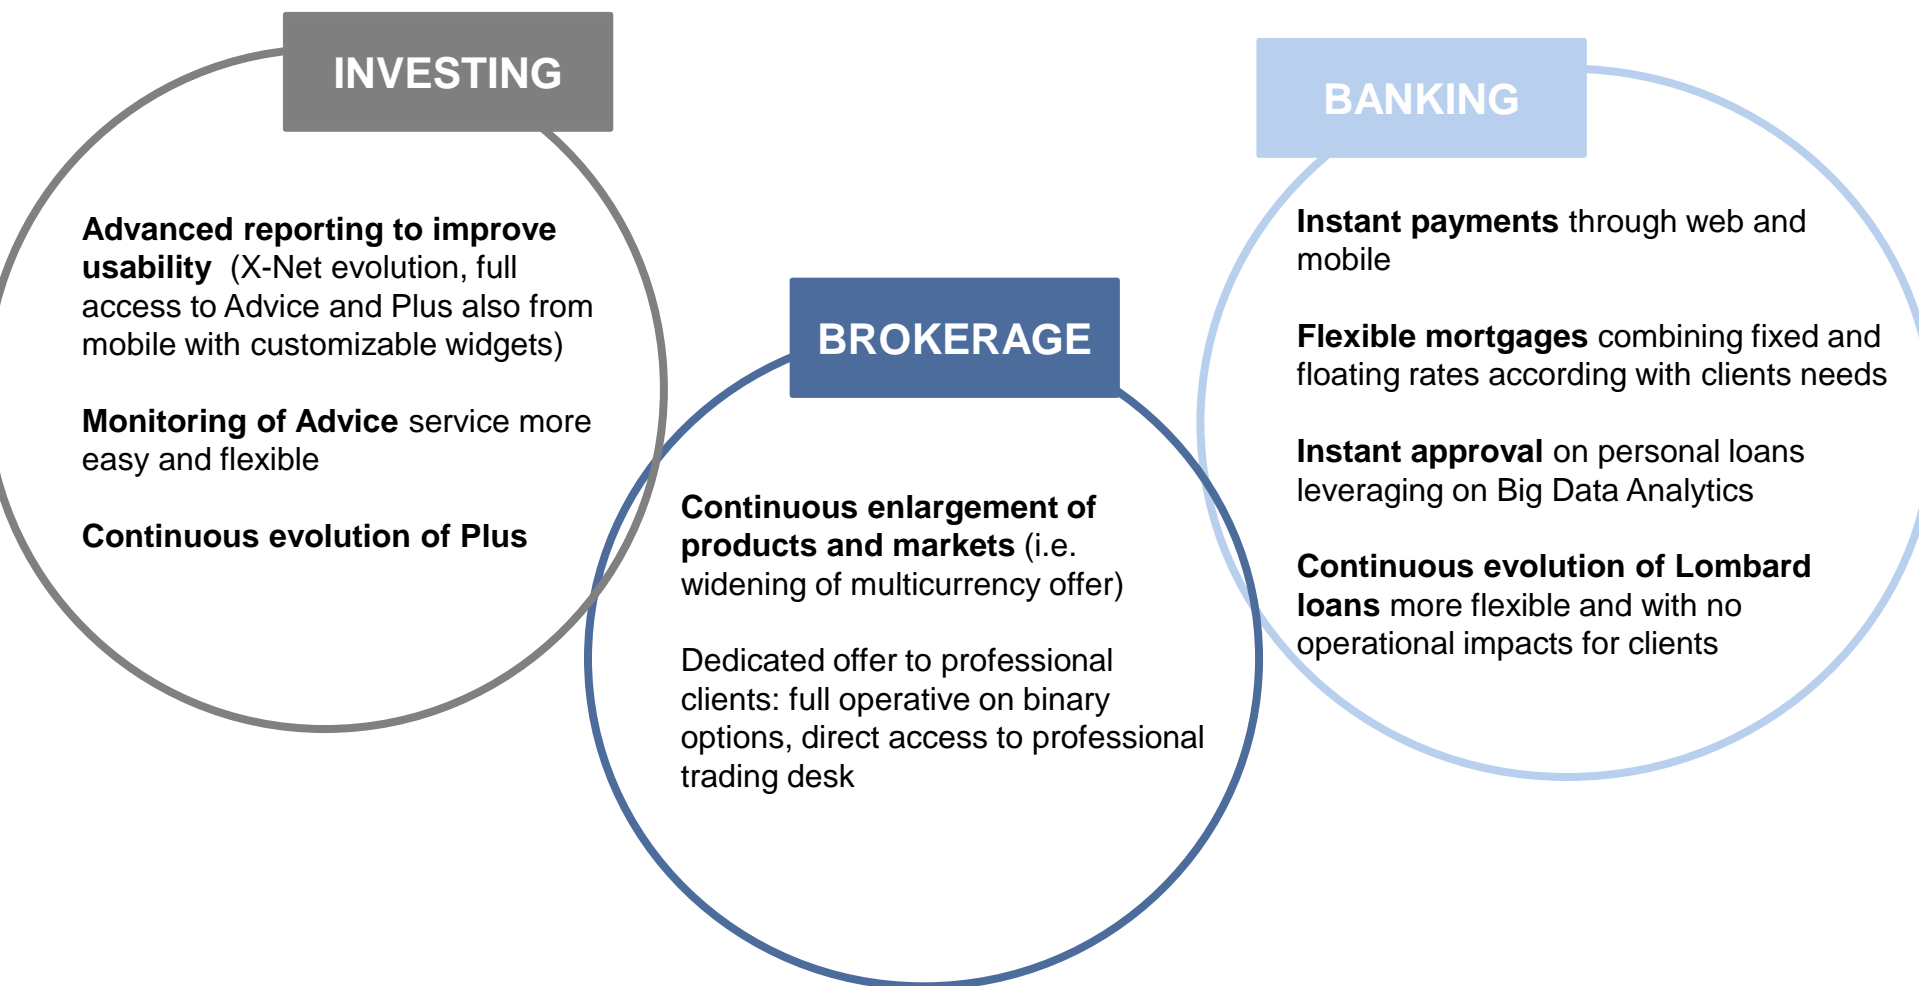 INVESTING
Advanced reporting to improve
usability (X-Net evolution, full
access to Advice and Plus also from
mobile with customizable widgets)
Monitoring of Advice service more
easy and flexible
Continuous evolution of Plus
BROKERAGE
Continuous enlargement of
products and markets (i.e.
widening of multicurrency offer)
Dedicated offer to professional
clients: full operative on binary
options, direct access to professional
trading desk
BANKING
Instant payments through web and
mobile
Flexible mortgages combining fixed and
floating rates according with clients needs
Instant approval on personal loans
leveraging on Big Data Analytics
Continuous evolution of Lombard
loans more flexible and with no
operational impacts for clients